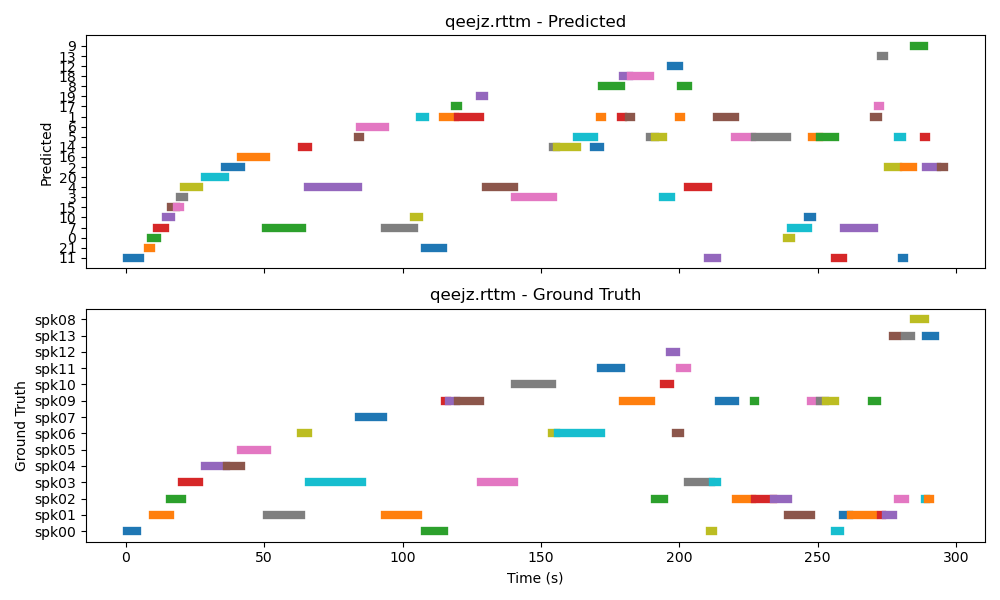 qeejz.rttm - Predicted
9
13
12
18
8
19
17
1
6
5
14
16
2
20
4
3
15
10
7
0
21
11
Predicted
qeejz.rttm - Ground Truth
spk08
spk13
spk12
spk11
spk10
spk09
spk07
spk06
spk05
spk04
spk03
spk02
spk01
spk00
Ground Truth
0 50 100 150 200 250 300
Time (s)